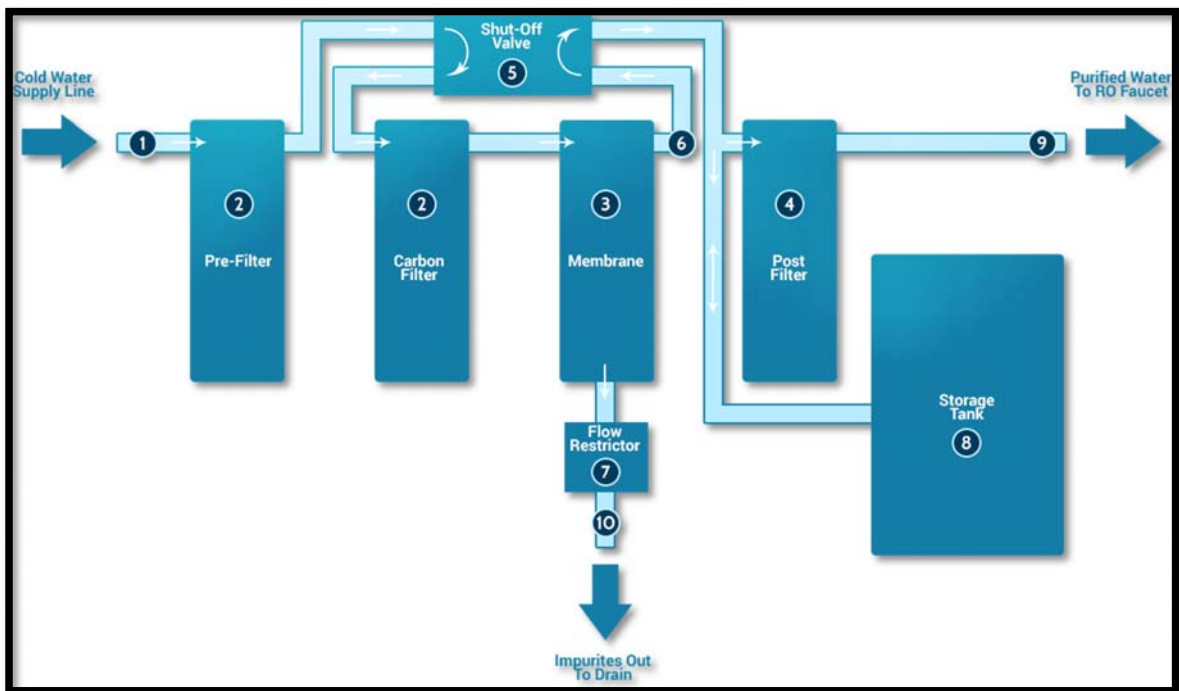 Shut-Off
Valve
5
Cold Water
Supply Line
Purified Water
To RO Faucet
1
6
9
2
Pre-Filter
2
Carbon
Filter
3
Membrane
4
Post
Filter
Storage
Tank
8
Flow
Restrictor
7
10
Impurites Out
To Drain